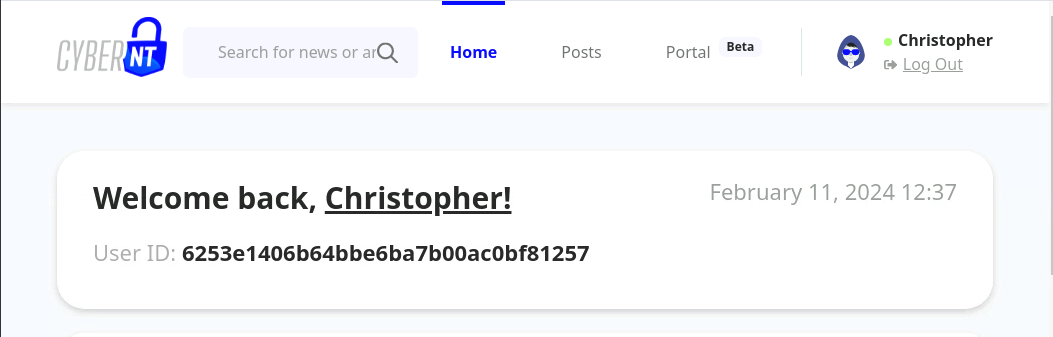 CYBER NT
Search for news or ar
Home
Posts
Portal Beta
Christopher
Log Out
Welcome back, Christopher!
February 11, 2024 12:37
User ID: 6253e1406b64bbe6ba7b00ac0bf81257